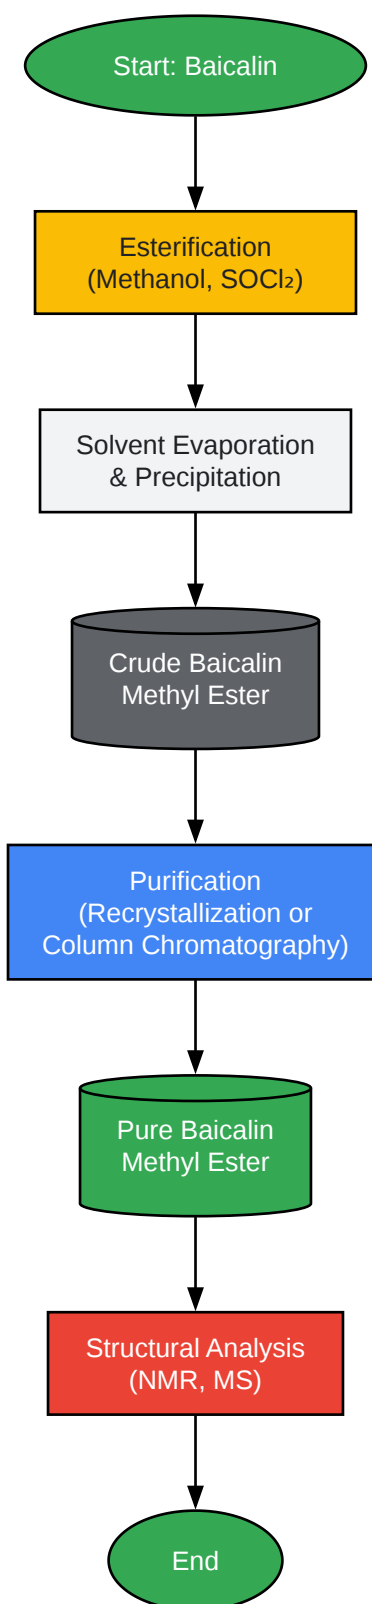 Start: Baicalin
Esterification
(Methanol, SOCl₂)
Solvent Evaporation
& Precipitation
Crude Baicalin
Methyl Ester
Purification
(Recrystallization or
Column Chromatography)
Pure Baicalin
Methyl Ester
Structural Analysis
(NMR, MS)
End